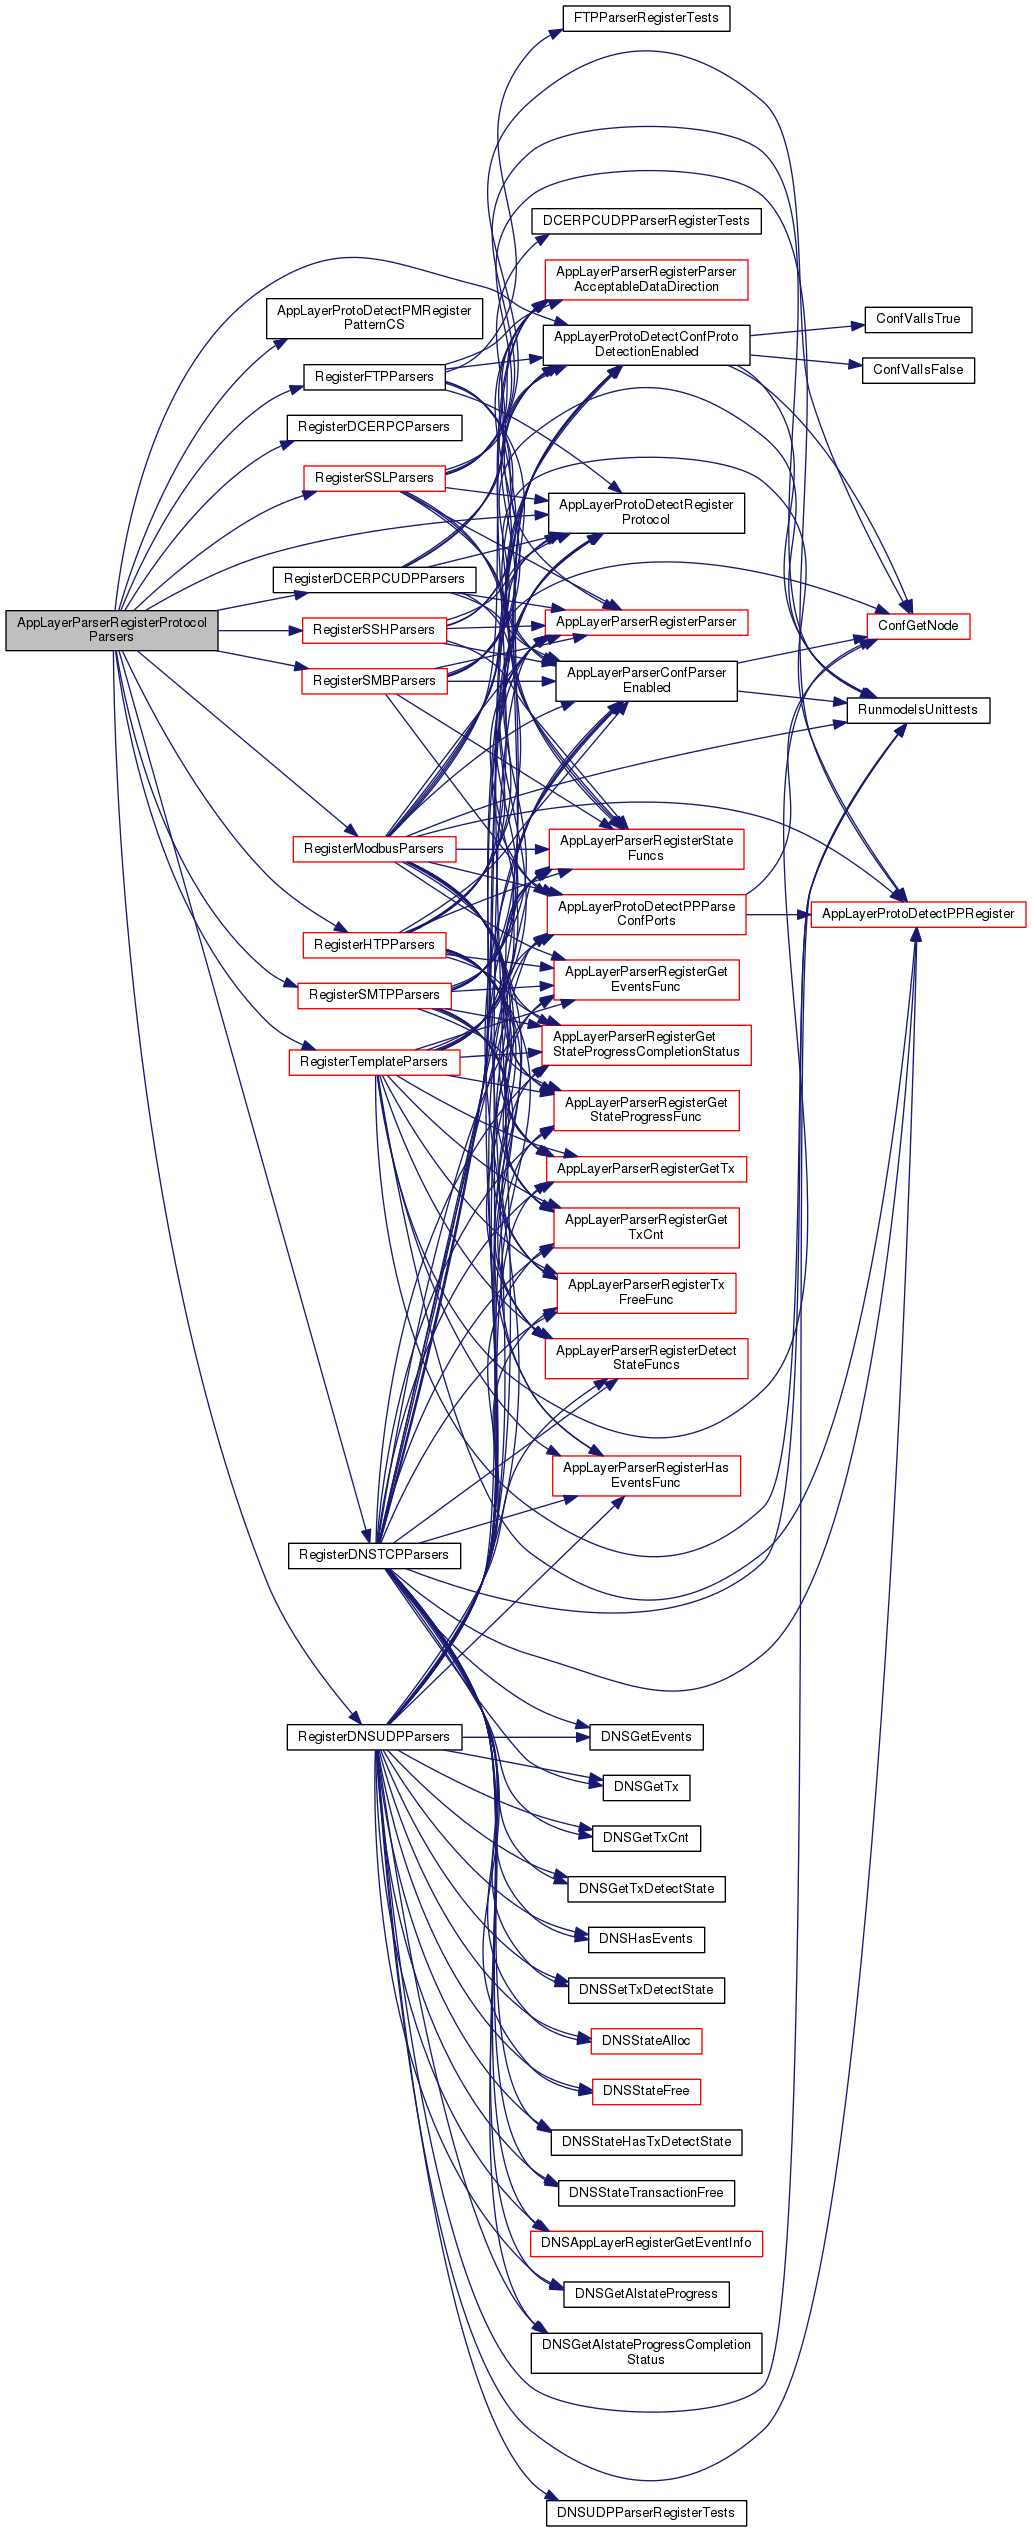 AppLayerParserRegisterProtocol
Parsers
AppLayerProtoDetectPMRegister
PatternCS
RegisterFTPParsers
RegisterDCERPCParsers
RegisterSSLParsers
RegisterDCERPCUDPParsers
RegisterSSHParsers
RegisterSMBParsers
RegisterModbusParsers
RegisterHTPParsers
RegisterSMTPParsers
RegisterTemplateParsers
RegisterDNSTCPParsers
RegisterDNSUDPParsers
FTPParserRegisterTests
DCERPCUDPParserRegisterTests
AppLayerParserRegisterParser
AcceptableDataDirection
AppLayerProtoDetectConfProto
DetectionEnabled
AppLayerProtoDetectRegister
Protocol
AppLayerParserRegisterParser
AppLayerParserConfParser
Enabled
AppLayerParserRegisterState
Funcs
AppLayerProtoDetectPPParse
ConfPorts
AppLayerParserRegisterGet
EventsFunc
AppLayerParserRegisterGet
StateProgressCompletionStatus
AppLayerParserRegisterGet
StateProgressFunc
AppLayerParserRegisterGetTx
AppLayerParserRegisterGet
TxCnt
AppLayerParserRegisterTx
FreeFunc
AppLayerParserRegisterDetect
StateFuncs
AppLayerParserRegisterHas
EventsFunc
DNSGetEvents
DNSGetTx
DNSGetTxCnt
DNSGetTxDetectState
DNSHasEvents
DNSSetTxDetectState
DNSStateAlloc
DNSStateFree
DNSStateHasTxDetectState
DNSStateTransactionFree
DNSAppLayerRegisterGetEventInfo
DNSGetAlstateProgress
DNSGetAlstateProgressCompletion
Status
DNSUDPParserRegisterTests
ConfValIsTrue
ConfValIsFalse
ConfGetNode
RunmodeIsUnittests
AppLayerProtoDetectPPRegister